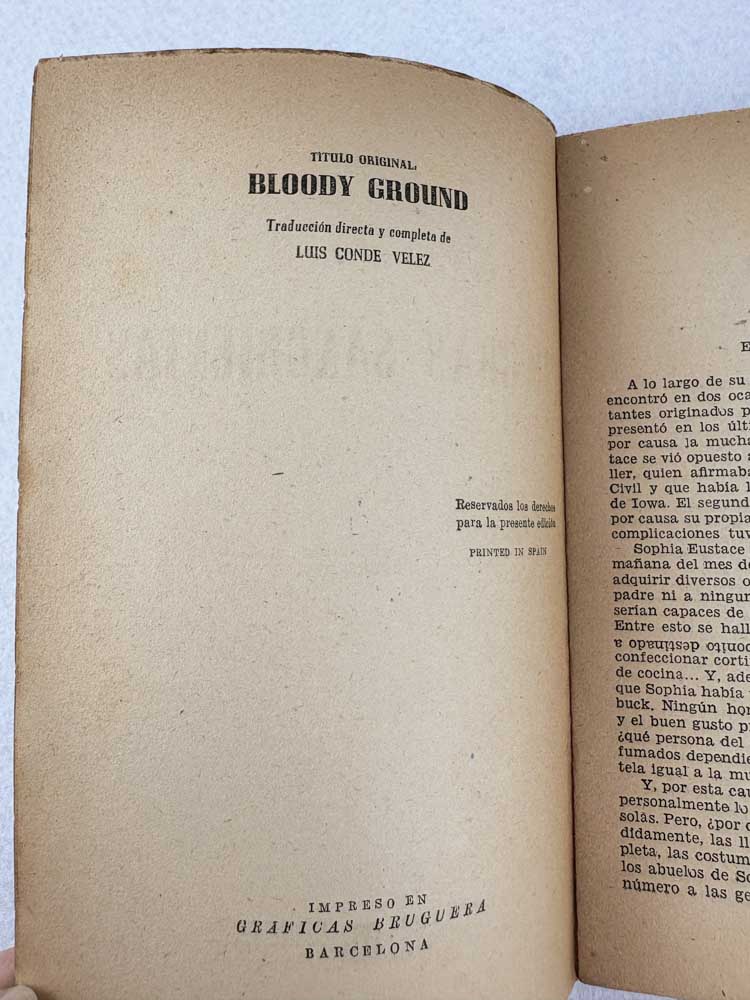 TITULO ORIGINAL,
BLOODY GROUND
Traducción directa y completa de
LUIS CONDE VELEZ
Reservados los derechos
para la presente edición
PRINTED IN SPAIN
IMPRESO EN
GRAFICAS BRUGUERA
BARCELONA
E
A lo largo de su
encontró en dos oca
tantes originados p
presentó en los últi
por causa la mucha
tace se vió opuesto a
ller, quien afirmaba
Civil y que había l
de Iowa. El segund
por causa su propia
complicaciones tuv
Sophia Eustace
mañana del mes de
adquirir diversos o
padre ni a ningun
serían capaces de
Entre esto se hall
bonito destinado a
confeccionar corti
de cocina... Y, ade
que Sophia había
buck. Ningún hor
y el buen gusto p
¿qué persona del
fumados dependie
tela igual a la mu
Y, por esta cau
personalmente lo
solas. Pero, ¿por q
didamente, las ll
pleta, las costum
los abuelos de So
número a las ge